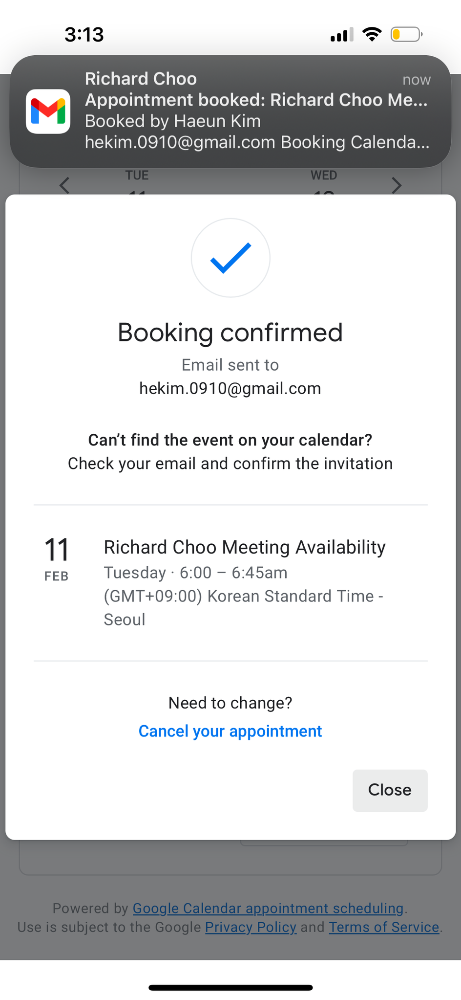 3:13
Richard Choo
now
Appointment booked: Richard Choo Me...
Booked by Haeun Kim
hekim.0910@gmail.com Booking Calenda...
TUE
WED
11
Booking confirmed
Email sent to
hekim.0910@gmail.com
Can’t find the event on your calendar?
Check your email and confirm the invitation
11
FEB
Richard Choo Meeting Availability
Tuesday · 6:00 – 6:45am
(GMT+09:00) Korean Standard Time -
Seoul
Need to change?
Cancel your appointment
Close
Powered by Google Calendar appointment scheduling.
Use is subject to the Google Privacy Policy and Terms of Service.